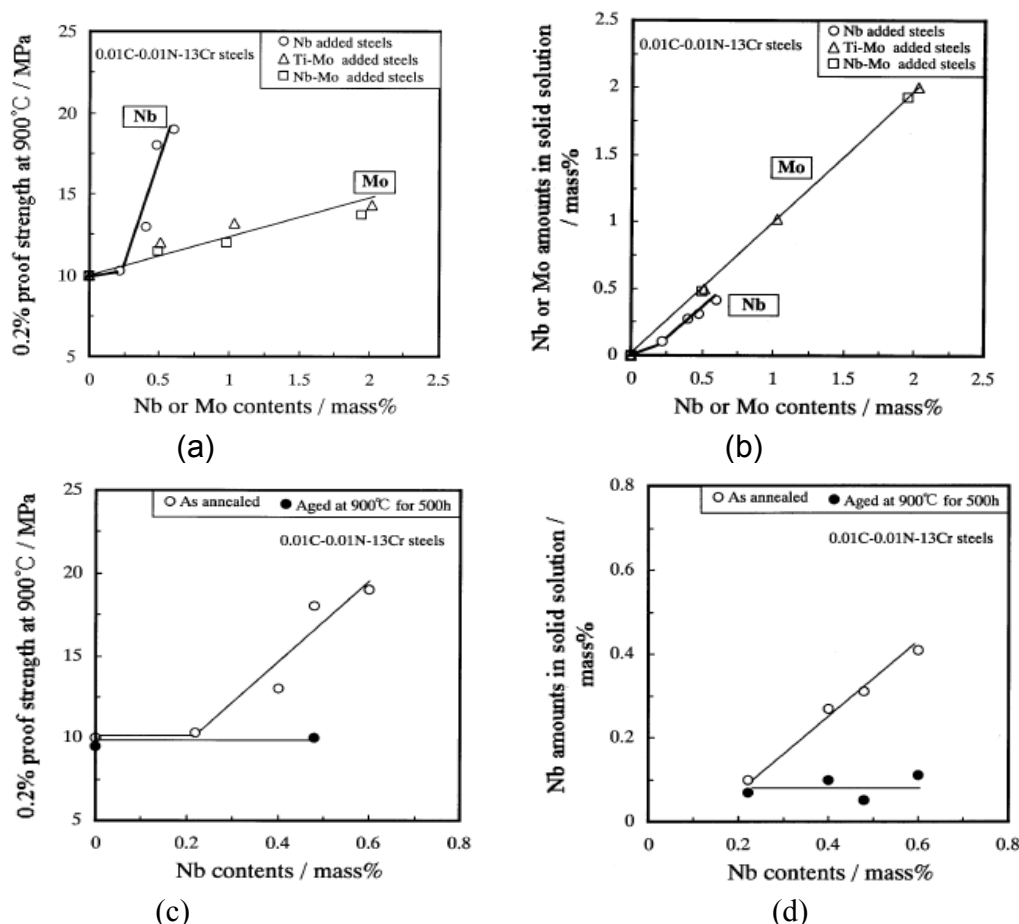 0.2% proof strength at 900℃ / MPa
25
20
15
10
5
0.01C-0.01N-13Cr steels
○ Nb added steels
△ Ti-Mo added steels
□ Nb-Mo added steels
Nb
Mo
0
0.5
1
1.5
2
2.5
Nb or Mo contents / mass%
(a)
Nb or Mo amounts in solid solution
/ mass%
2.5
2
1.5
1
0.5
0
0.01C-0.01N-13Cr steels
○ Nb added steels
△ Ti-Mo added steels
□ Nb-Mo added steels
Mo
Nb
0
0.5
1
1.5
2
2.5
Nb or Mo contents / mass%
(b)
0.2% proof strength at 900℃ / MPa
25
20
15
10
5
○ As annealed ● Aged at 900℃ for 500h
0.01C-0.01N-13Cr steels
0
0.2
0.4
0.6
0.8
Nb contents / mass%
(c)
Nb amounts in solid solution /
mass%
0.8
0.6
0.4
0.2
0
○ As annealed ● Aged at 900℃ for 500h
0.01C-0.01N-13Cr steels
0
0.2
0.4
0.6
0.8
Nb contents / mass%
(d)